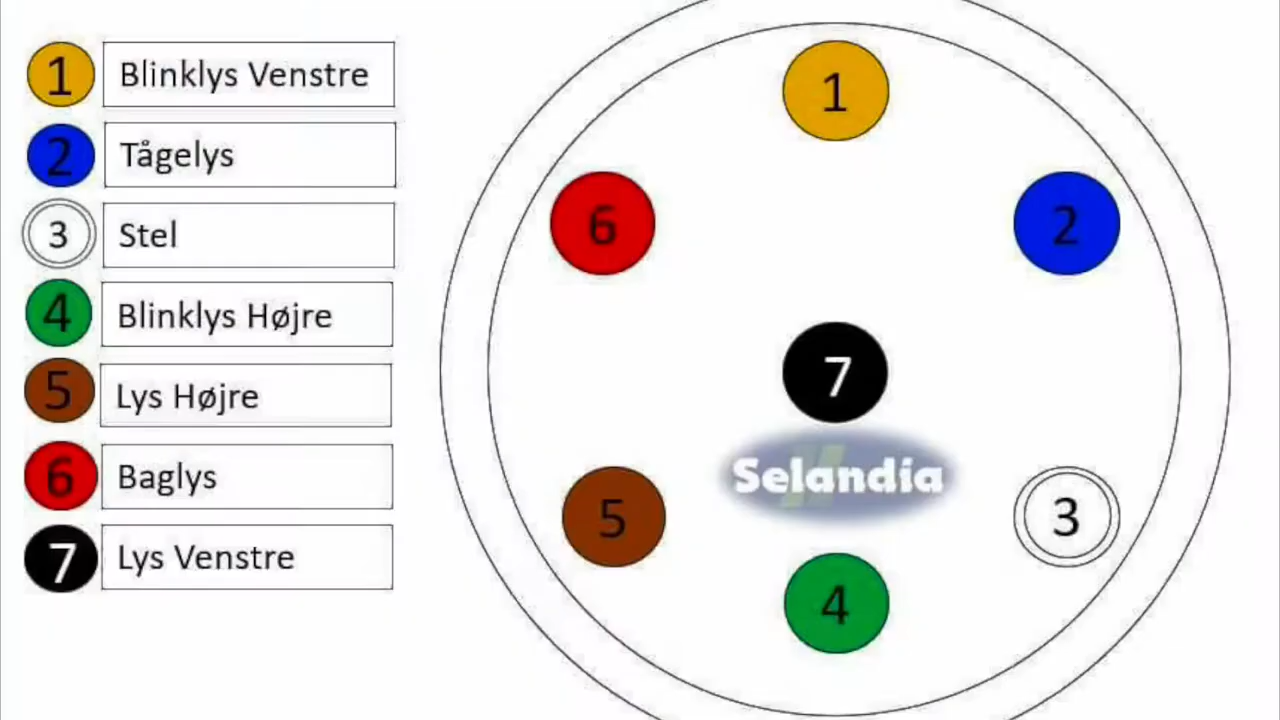 1 Blinklys Venstre
2 Tågelys
3 Stel
4 Blinklys Højre
5 Lys Højre
6 Baglys
7 Lys Venstre
1
6 2
7
Selandia
5 3
4